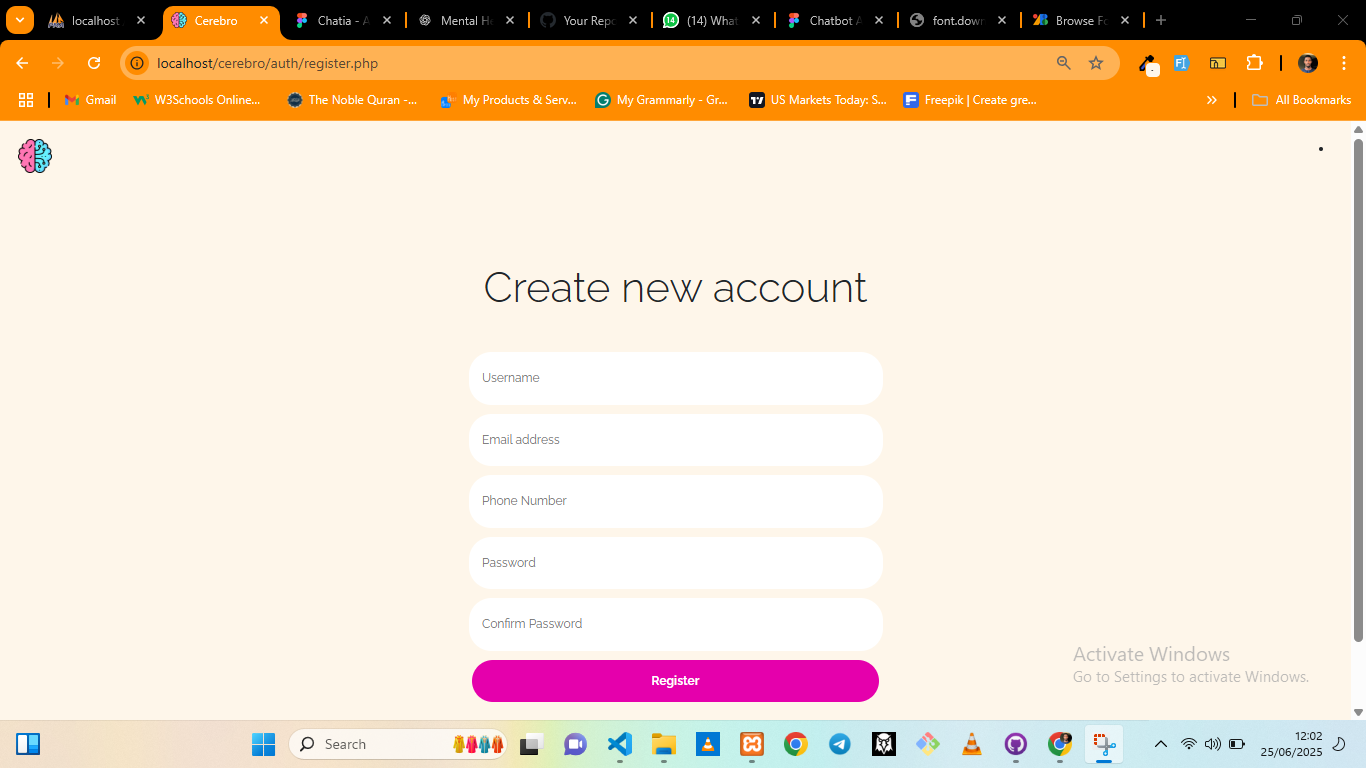 localhost
Cerebro
Chatia - A
Mental He
Your Repo
(14) What
Chatbot A
font.down
Browse Fo
localhost/cerebro/auth/register.php
Gmail
W3Schools Online...
The Noble Quran -...
My Products & Serv...
My Grammarly - Gr...
US Markets Today: S...
Freepik | Create gre...
All Bookmarks
Create new account
Username
Email address
Phone Number
Password
Confirm Password
Register
Activate Windows
Go to Settings to activate Windows.
Search
12:02
25/06/2025